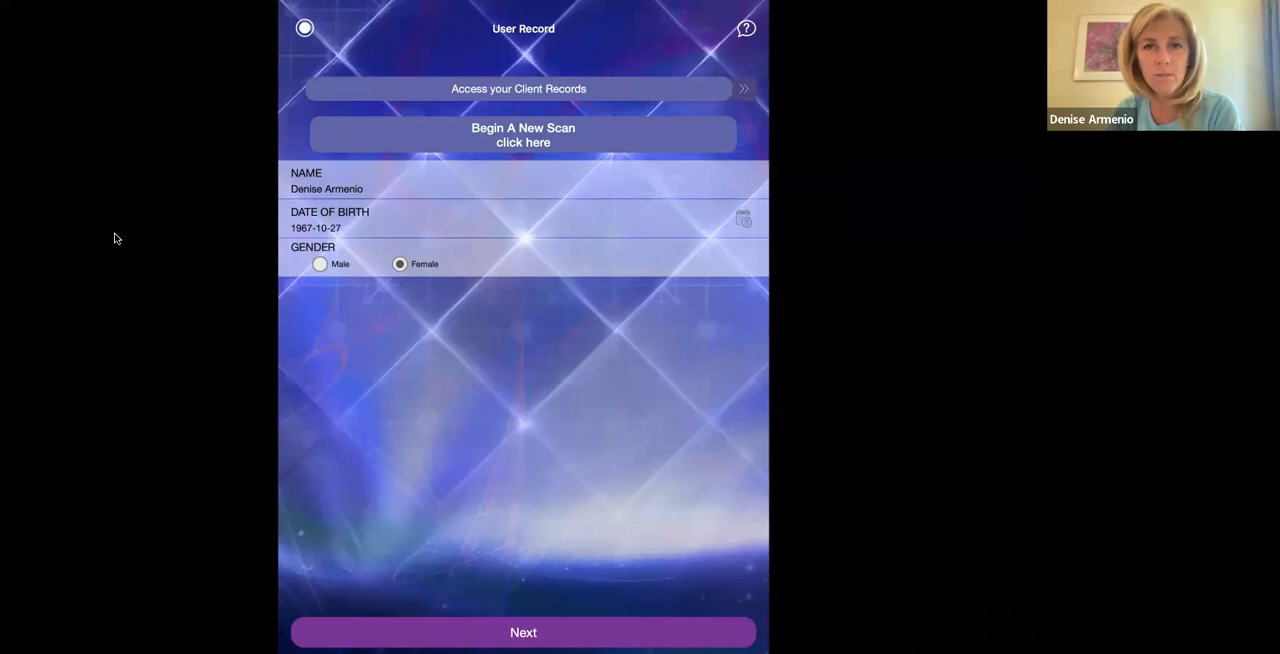 User Record
Access your Client Records
Begin A New Scan
click here
NAME
Denise Armenio
DATE OF BIRTH
1967-10-27
GENDER
Male Female
Next
Denise Armenio